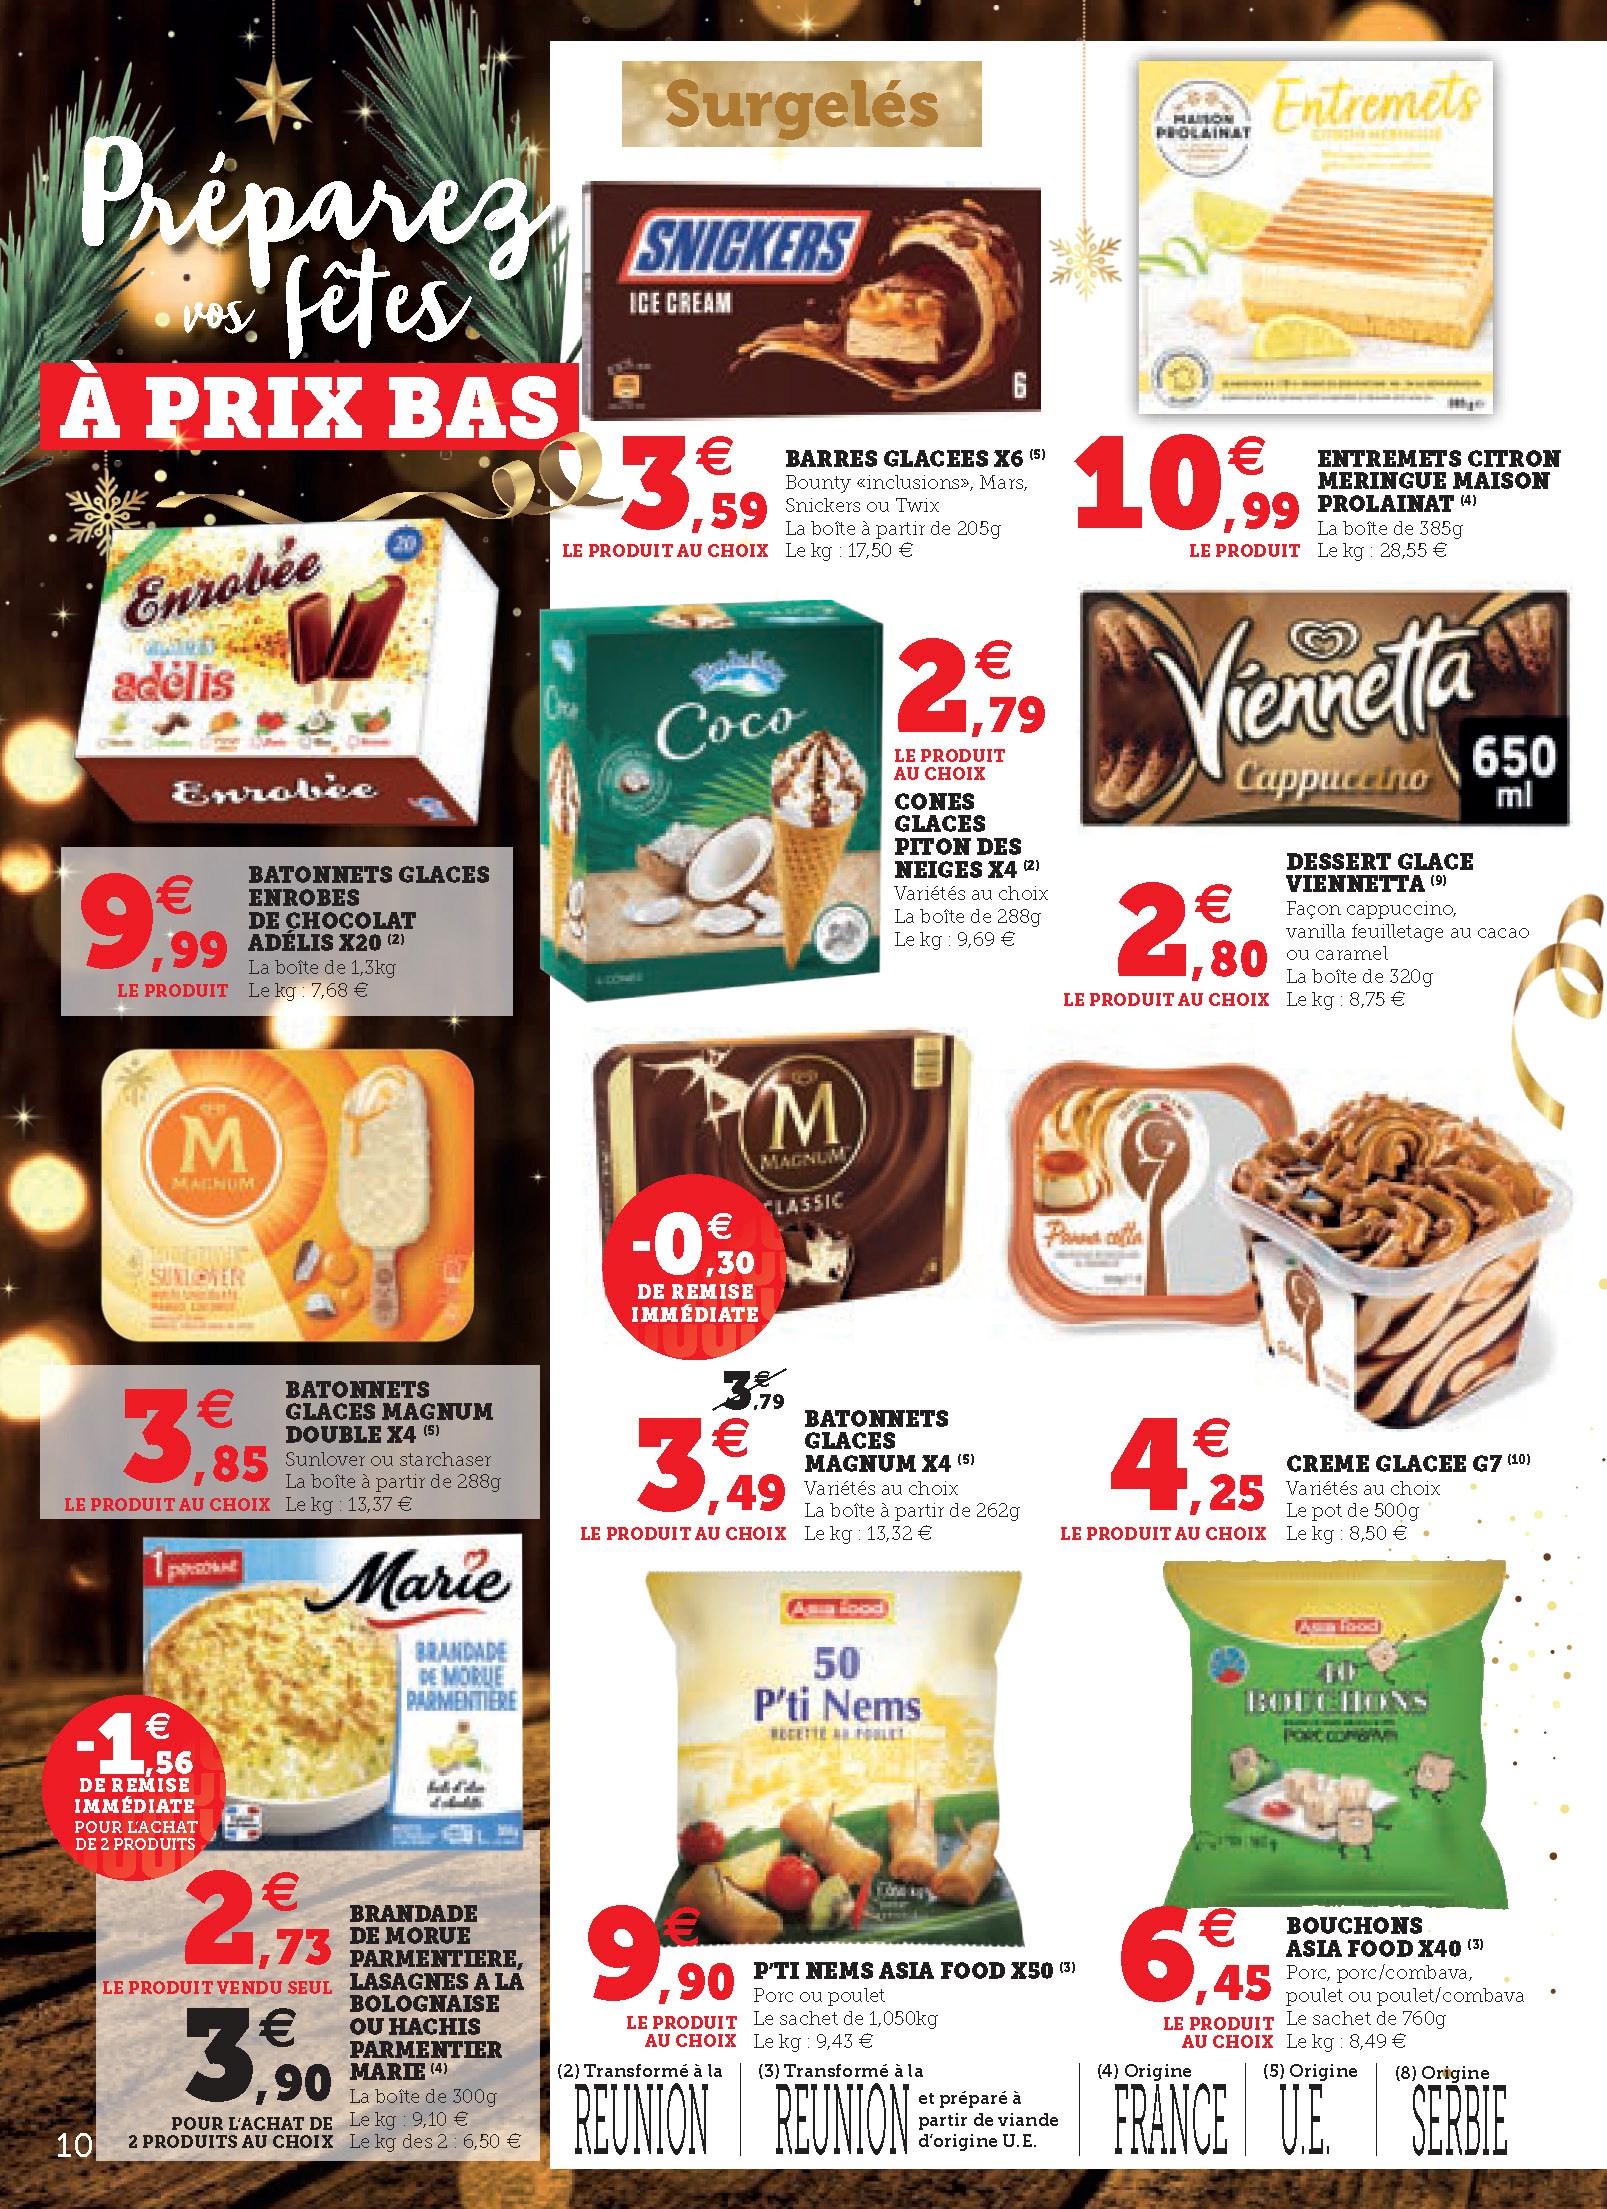 Préparez
vos fêtes
À PRIX BAS
Surgelés
SNICKERS
ICE CREAM
6
3€,59
LE PRODUIT AU CHOIX
BARRES GLACEES X6 (5)
Bounty «inclusions», Mars,
Snickers ou Twix
La boîte à partir de 205g
Le kg : 17,50 €
MAISON
PROLAINAT
Entremets
CITRON MERINGUÉ
10€,99
LE PRODUIT
ENTREMETS CITRON
MERINGUE MAISON
PROLAINAT (4)
La boîte de 385g
Le kg : 28,55 €
Enrobée
20
adélis
Enrobée
9€,99
LE PRODUIT
BATONNETS GLACES
ENROBES
DE CHOCOLAT
ADÉLIS X20 (2)
La boîte de 1,3kg
Le kg : 7,68 €
Coco
2€,79
LE PRODUIT
AU CHOIX
CONES
GLACES
PITON DES
NEIGES X4 (2)
Variétés au choix
La boîte de 288g
Le kg : 9,69 €
Viennetta
Cappuccino
650
ml
2€,80
LE PRODUIT AU CHOIX
DESSERT GLACE
VIENNETTA (9)
Façon cappuccino,
vanilla feuilletage au cacao
ou caramel
La boîte de 320g
Le kg : 8,75 €
M
MAGNUM
SUNLOVER
3€,85
LE PRODUIT AU CHOIX
BATONNETS
GLACES MAGNUM
DOUBLE X4 (5)
Sunlover ou starchaser
La boîte à partir de 288g
Le kg : 13,37 €
M
MAGNUM
CLASSIC
-0€,30
DE REMISE
IMMÉDIATE
3€,79
3€,49
LE PRODUIT AU CHOIX
BATONNETS
GLACES
MAGNUM X4 (5)
Variétés au choix
La boîte à partir de 262g
Le kg : 13,32 €
G7
Panna cotta
4€,25
LE PRODUIT AU CHOIX
CREME GLACEE G7 (10)
Variétés au choix
Le pot de 500g
Le kg : 8,50 €
1 personne
Marie
BRANDADE
DE MORUE
PARMENTIÈRE
-1€,56
DE REMISE
IMMÉDIATE
POUR L'ACHAT
DE 2 PRODUITS
2€,73
LE PRODUIT VENDU SEUL
3€,90
POUR L'ACHAT DE
2 PRODUITS AU CHOIX
BRANDADE
DE MORUE
PARMENTIERE,
LASAGNES A LA
BOLOGNAISE
OU HACHIS
PARMENTIER
MARIE (4)
La boîte de 300g
Le kg : 9,10 €
Le kg des 2 : 6,50 €
Asia food
50
P'ti Nems
RECETTE AU POULET
9€,90
LE PRODUIT
AU CHOIX
P'TI NEMS ASIA FOOD X50 (3)
Porc ou poulet
Le sachet de 1,050kg
Le kg : 9,43 €
Asia food
40
BOUCHONS
PORC COMBAVA
6€,45
LE PRODUIT
AU CHOIX
BOUCHONS
ASIA FOOD X40 (3)
Porc, porc/combava,
poulet ou poulet/combava
Le sachet de 760g
Le kg : 8,49 €
(2) Transformé à la
REUNION
(3) Transformé à la
REUNION
et préparé à
partir de viande
d'origine U.E.
(4) Origine
FRANCE
(5) Origine
U.E.
(8) Origine
SERBIE
10